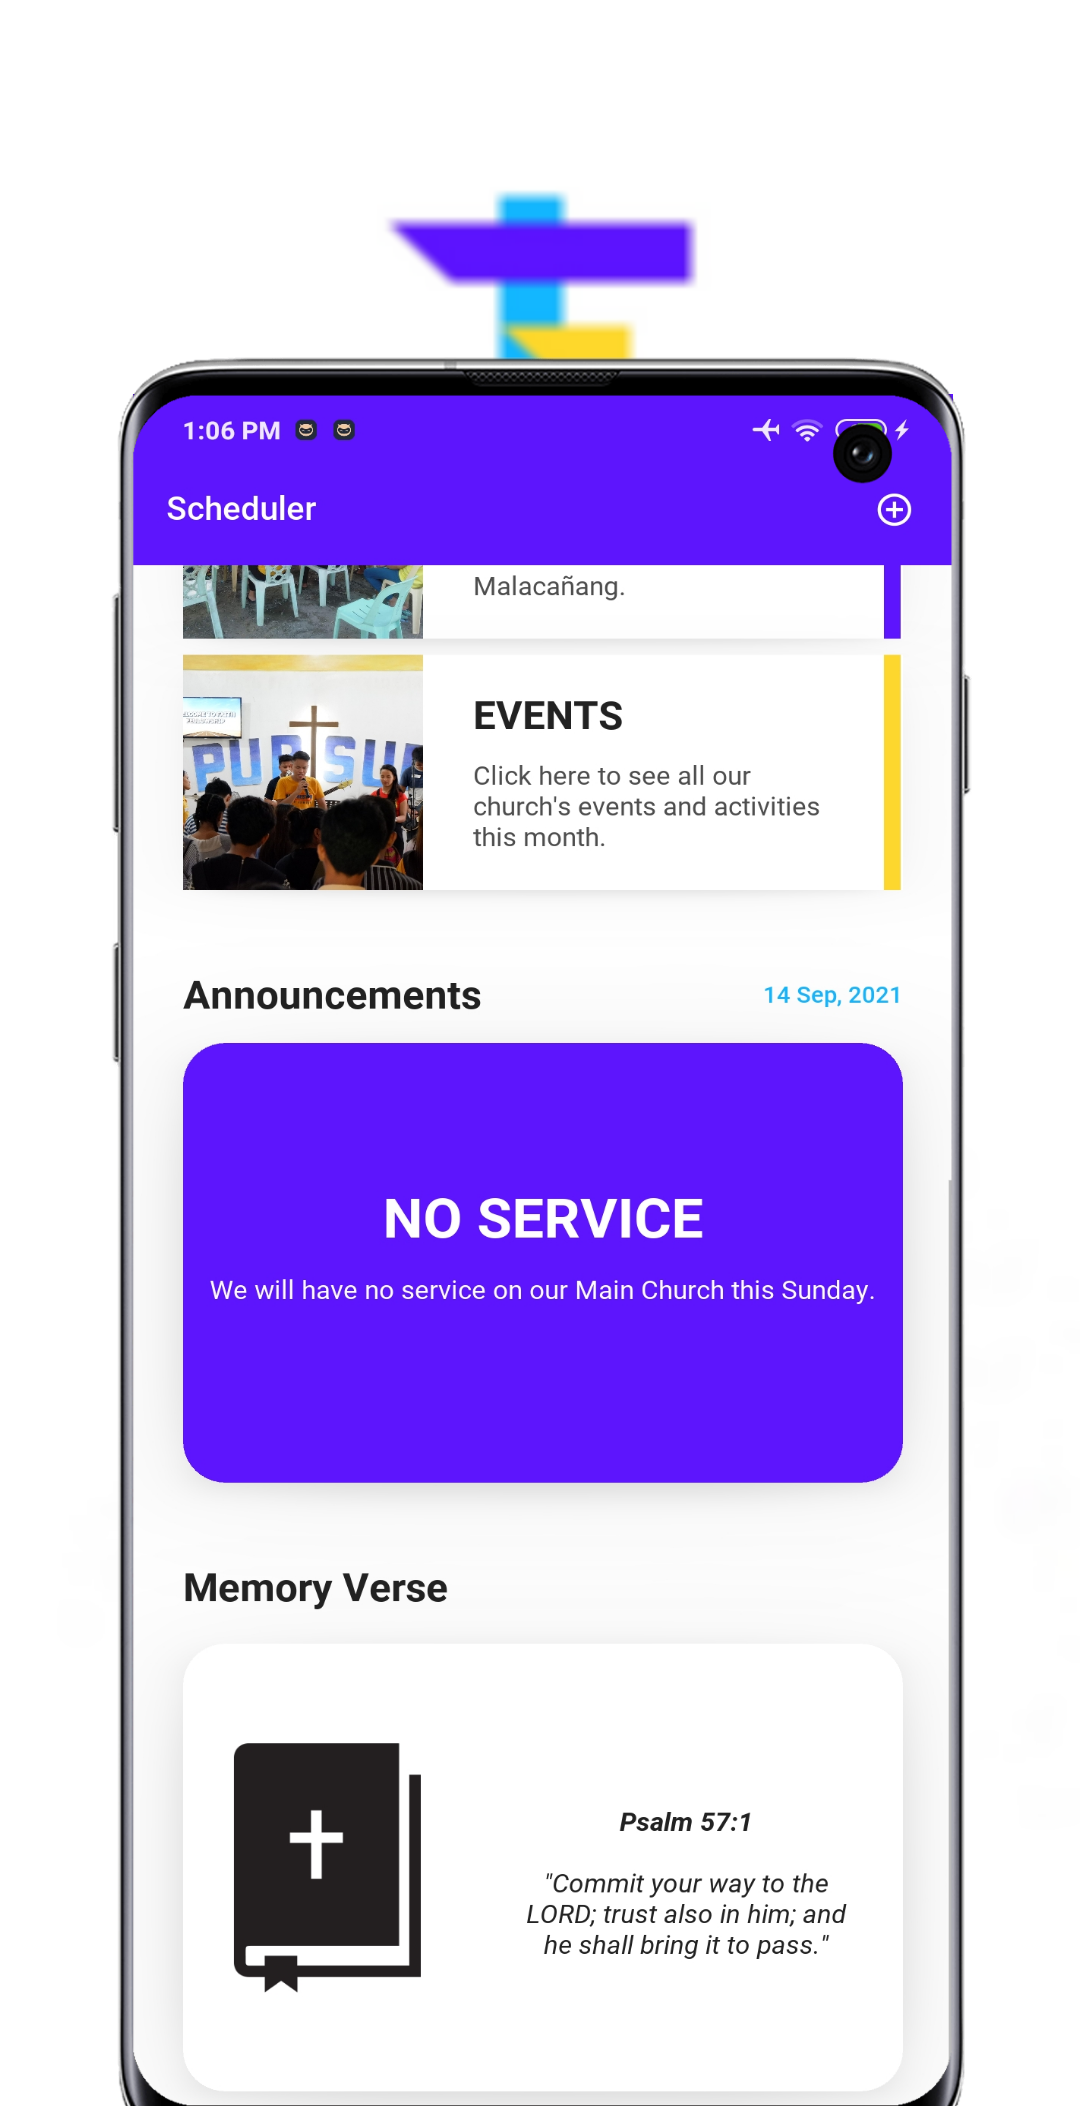 1:06 PM
Scheduler
Malacañang.
PURSU
EVENTS
Click here to see all our
church's events and activities
this month.
Announcements
14 Sep, 2021
NO SERVICE
We will have no service on our Main Church this Sunday.
Memory Verse
Psalm 57:1
"Commit your way to the
LORD; trust also in him; and
he shall bring it to pass."